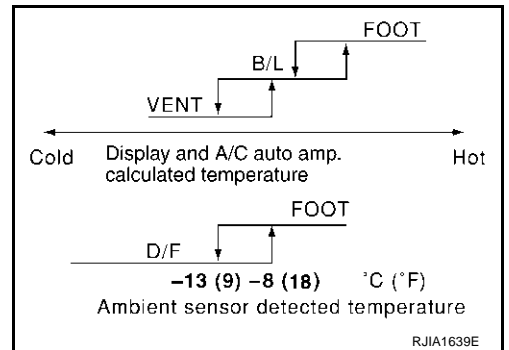 FOOT
B/L
VENT
Cold Display and A/C auto amp. Hot
calculated temperature
FOOT
D/F
−13 (9) −8 (18) °C (°F)
Ambient sensor detected temperature
RJIA1639E